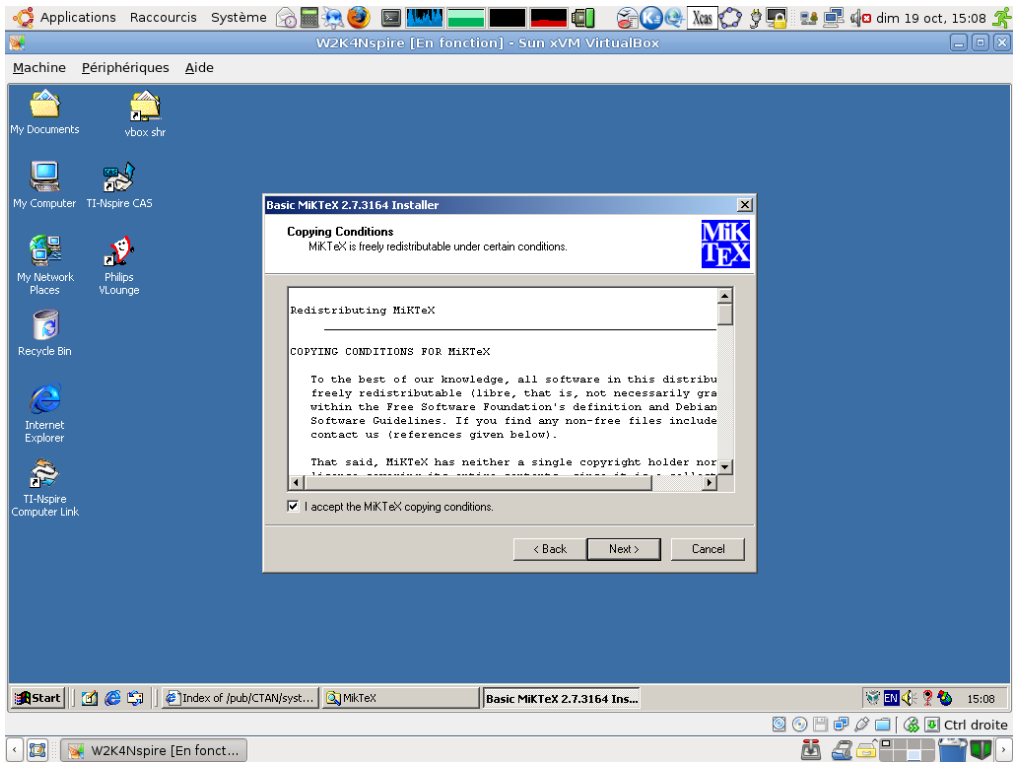 Applications Raccourcis Système Xcas dim 19 oct, 15:08
W2K4Nspire [En fonction] - Sun xVM VirtualBox
Machine Périphériques Aide
My Documents
vbox shr
My Computer
TI-Nspire CAS
My Network
Places
Philips
VLounge
Recycle Bin
Internet
Explorer
TI-Nspire
Computer Link
Basic MiKTeX 2.7.3164 Installer
Copying Conditions
MiKTeX is freely redistributable under certain conditions.
MiK
TEX
Redistributing MiKTeX
COPYING CONDITIONS FOR MiKTeX
To the best of our knowledge, all software in this distribu
freely redistributable (libre, that is, not necessarily gra
within the Free Software Foundation's definition and Debian
Software Guidelines. If you find any non-free files include
contact us (references given below).
That said, MiKTeX has neither a single copyright holder nor
I accept the MiKTeX copying conditions.
< Back Next > Cancel
Start Index of /pub/CTAN/syst... MikTeX Basic MiKTeX 2.7.3164 Ins... EN 15:08
Ctrl droite
W2K4Nspire [En fonct...